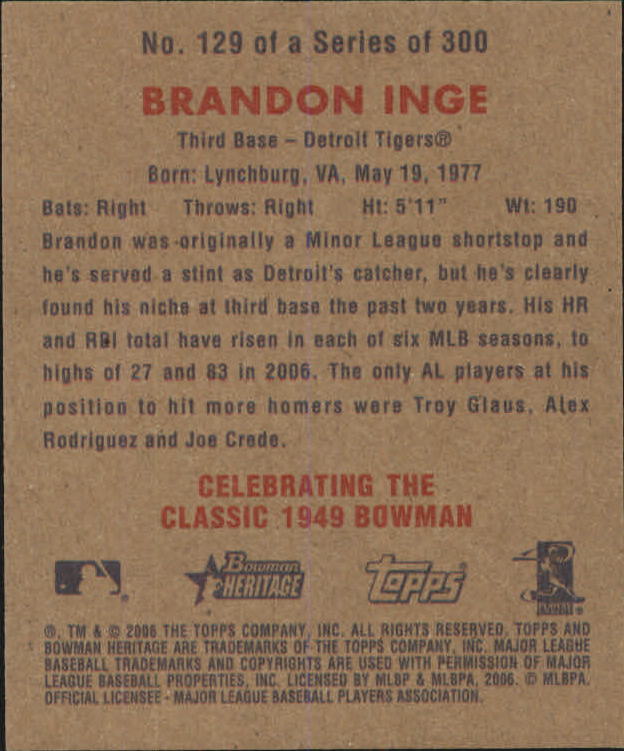 No. 129 of a Series of 300
BRANDON INGE
Third Base – Detroit Tigers®
Born: Lynchburg, VA, May 19, 1977
Bats: Right Throws: Right Ht: 5'11" Wt: 190
Brandon was originally a Minor League shortstop and
he's served a stint as Detroit's catcher, but he's clearly
found his niche at third base the past two years. His HR
and RBI total have risen in each of six MLB seasons, to
highs of 27 and 83 in 2006. The only AL players at his
position to hit more homers were Troy Glaus, Alex
Rodriguez and Joe Crede.
CELEBRATING THE
CLASSIC 1949 BOWMAN
Bowman
HERITAGE
Topps
®, TM & © 2006 THE TOPPS COMPANY, INC. ALL RIGHTS RESERVED. TOPPS AND
BOWMAN HERITAGE ARE TRADEMARKS OF THE TOPPS COMPANY, INC. MAJOR LEAGUE
BASEBALL TRADEMARKS AND COPYRIGHTS ARE USED WITH PERMISSION OF MAJOR
LEAGUE BASEBALL PROPERTIES, INC. LICENSED BY MLBP & MLBPA, 2006. © MLBPA.
OFFICIAL LICENSEE - MAJOR LEAGUE BASEBALL PLAYERS ASSOCIATION.